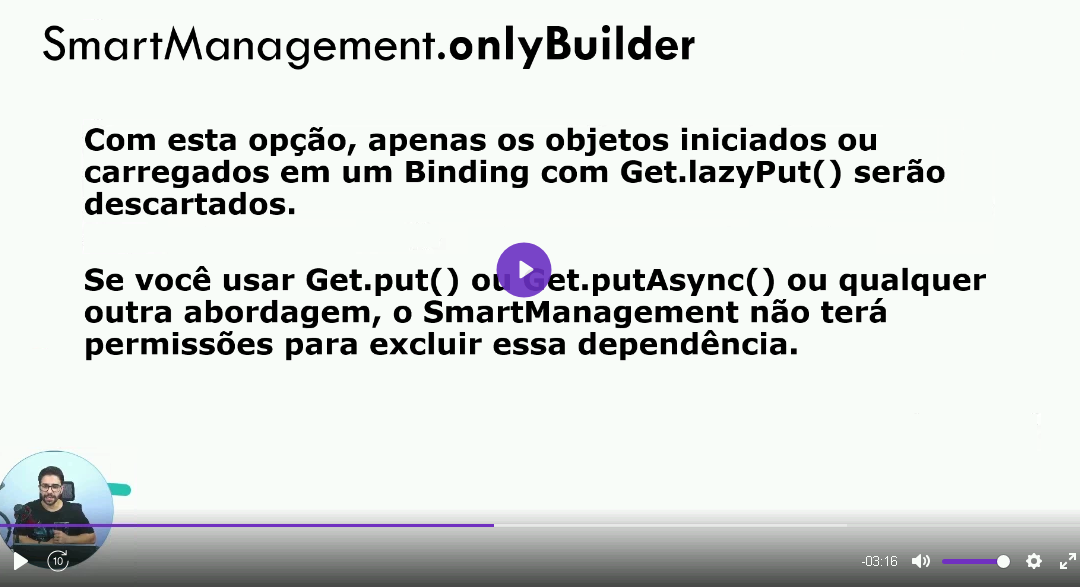 SmartManagement.onlyBuilder
Com esta opção, apenas os objetos iniciados ou
carregados em um Binding com Get.lazyPut() serão
descartados.
Se você usar Get.put() ou Get.putAsync() ou qualquer
outra abordagem, o SmartManagement não terá
permissões para excluir essa dependência.
10
-03:16